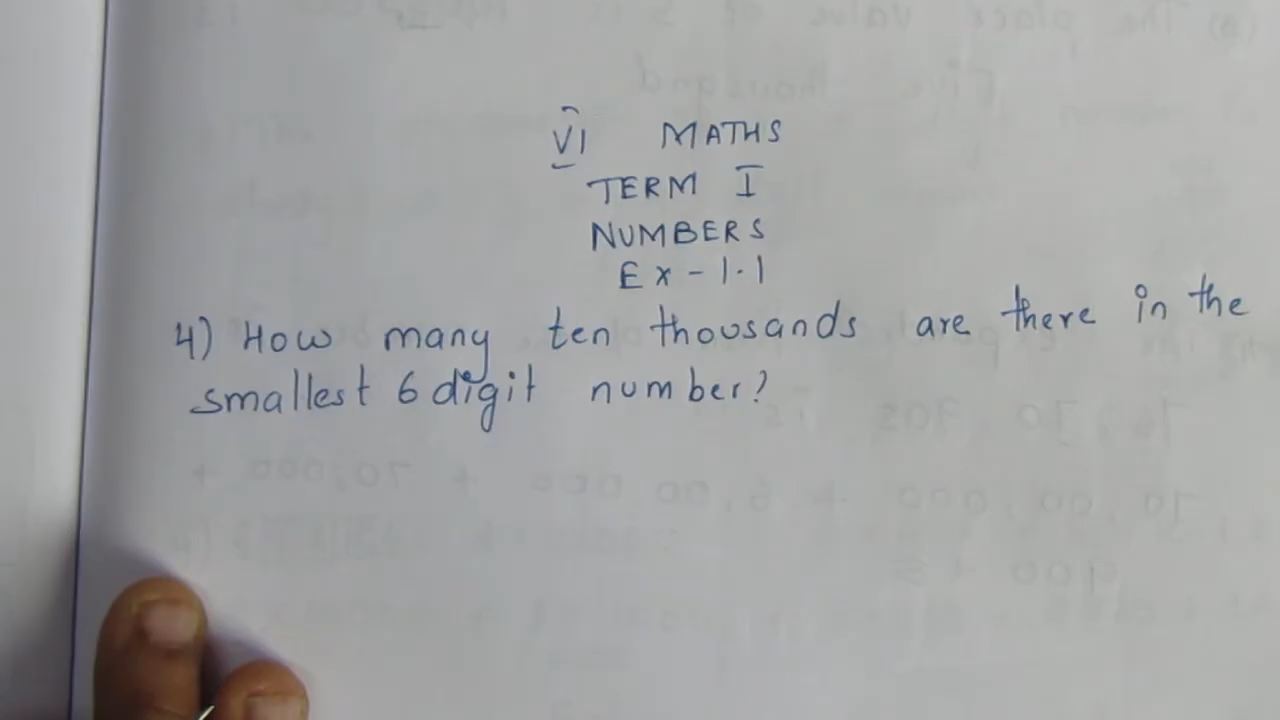 VI MATHS
TERM I
NUMBERS
Ex - 1.1
4) How many ten thousands are there in the
smallest 6 digit number?